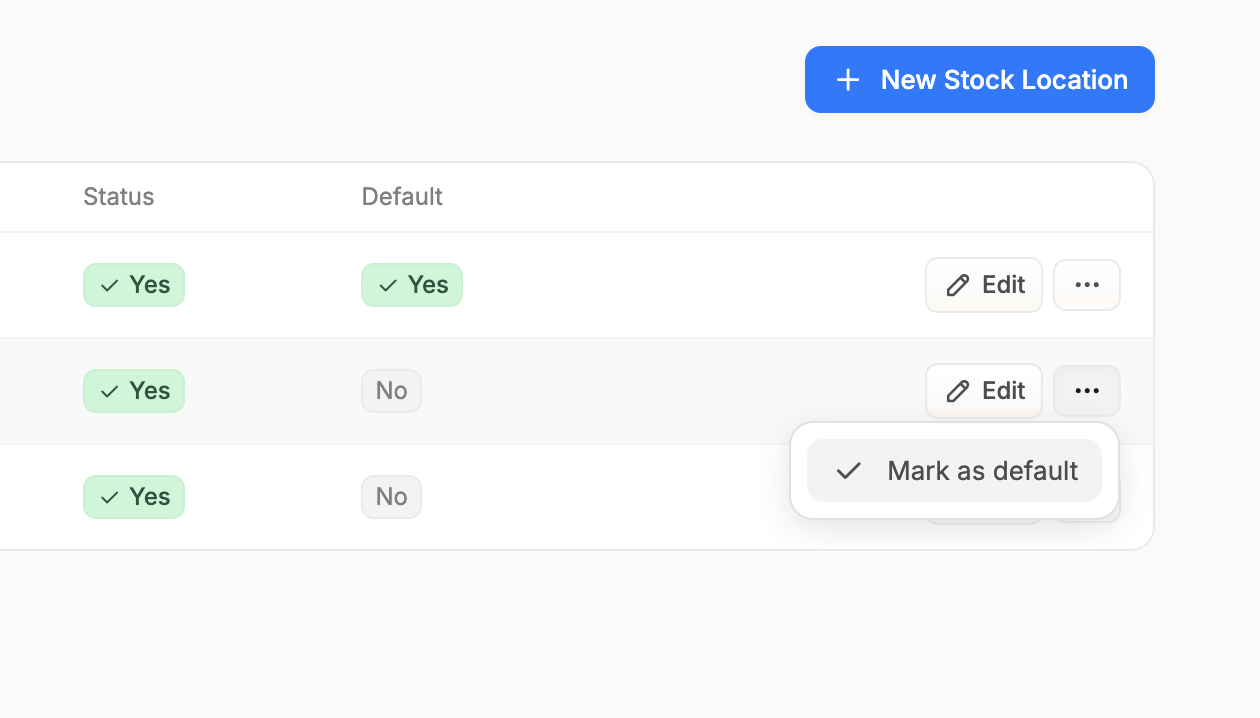 New Stock Location
Status Default
Yes Yes Edit
Yes No Edit
Mark as default
Yes No